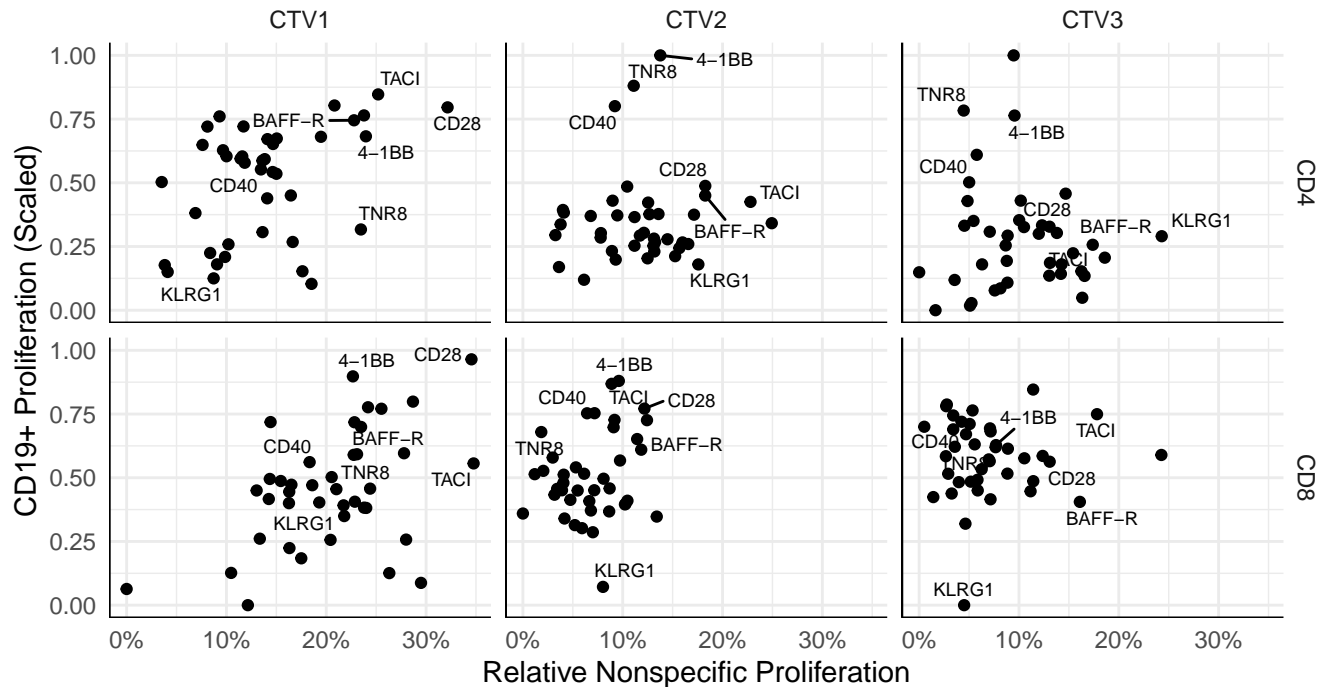 CTV1 CTV2 CTV3
CD19+ Proliferation (Scaled)
1.00
0.75
0.50
0.25
0.00
TACI
BAFF−R
CD28
4−1BB
CD40
TNR8
KLRG1
4−1BB
TNR8
CD40
CD28
TACI
BAFF−R
KLRG1
TNR8
4−1BB
CD40
CD28
BAFF−R
KLRG1
TACI
CD4
1.00
0.75
0.50
0.25
0.00
4−1BB
CD28
CD40
BAFF−R
TNR8
TACI
KLRG1
4−1BB
CD40
TACI
CD28
TNR8
BAFF−R
KLRG1
4−1BB
TACI
CD40
TNR8
CD28
BAFF−R
KLRG1
CD8
0% 10% 20% 30% 0% 10% 20% 30% 0% 10% 20% 30%
Relative Nonspecific Proliferation